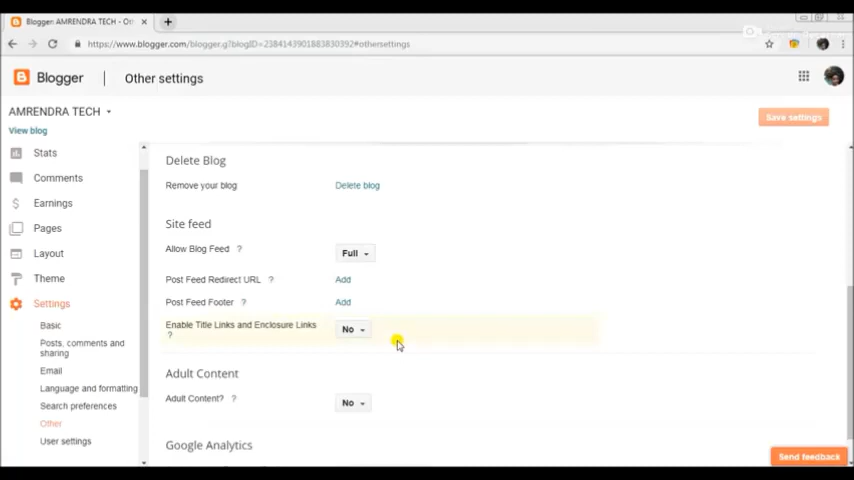 Blogger: AMRENDRA TECH - Oth
https://www.blogger.com/blogger.g?blogID=2384143901883830392#othersettings
Blogger
Other settings
AMRENDRA TECH
View blog
Save settings
Stats
Comments
Earnings
Pages
Layout
Theme
Settings
Basic
Posts, comments and
sharing
Email
Language and formatting
Search preferences
Other
User settings
Delete Blog
Remove your blog
Delete blog
Site feed
Allow Blog Feed ?
Full
Post Feed Redirect URL ?
Add
Post Feed Footer ?
Add
Enable Title Links and Enclosure Links
?
No
Adult Content
Adult Content? ?
No
Google Analytics
Send feedback